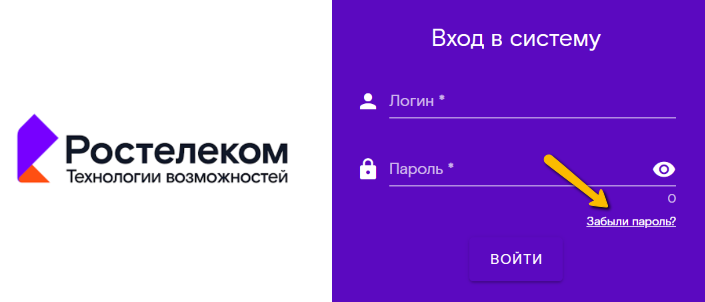 Ростелеком
Технологии возможностей
Вход в систему
Логин *
Пароль *
0
Забыли пароль?
ВОЙТИ